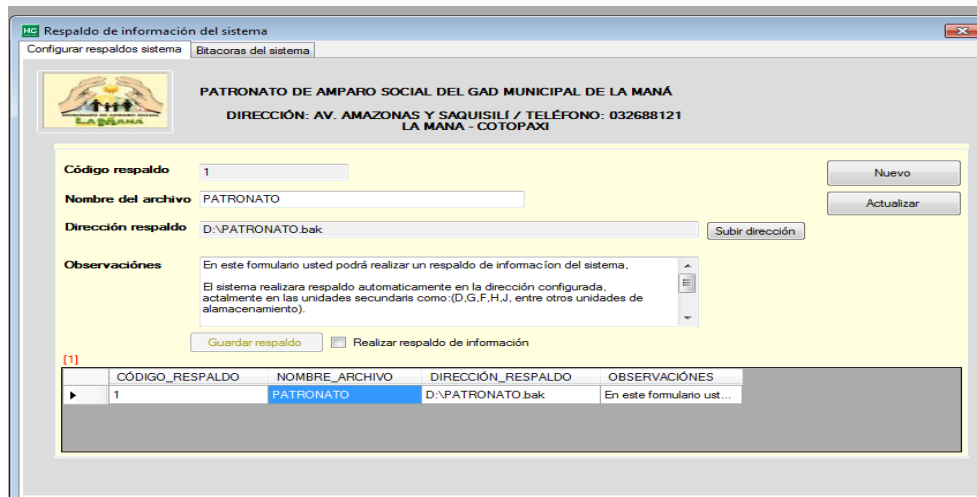 HC Respaldo de información del sistema
Configurar respaldos sistema Bitacoras del sistema
PATRONATO DE AMPARO SOCIAL DEL GAD MUNICIPAL DE LA MANÁ
DIRECCIÓN: AV. AMAZONAS Y SAQUISILÍ / TELÉFONO: 032688121
LA MANA - COTOPAXI
PATRONATO DE AMPARO SOCIAL
LA MANA
Código respaldo 1 Nuevo
Nombre del archivo PATRONATO Actualizar
Dirección respaldo D:\PATRONATO.bak Subir dirección
Observaciónes En este formulario usted podrá realizar un respaldo de informacíon del sistema,
El sistema realizara respaldo automaticamente en la dirección configurada,
actalmente en las unidades secundaris como:(D,G,F,H,J, entre otros unidades de
alamacenamiento).
Guardar respaldo Realizar respaldo de información
[1]
CÓDIGO_RESPALDO NOMBRE_ARCHIVO DIRECCIÓN_RESPALDO OBSERVACIÓNES
1 PATRONATO D:\PATRONATO.bak En este formulario ust...